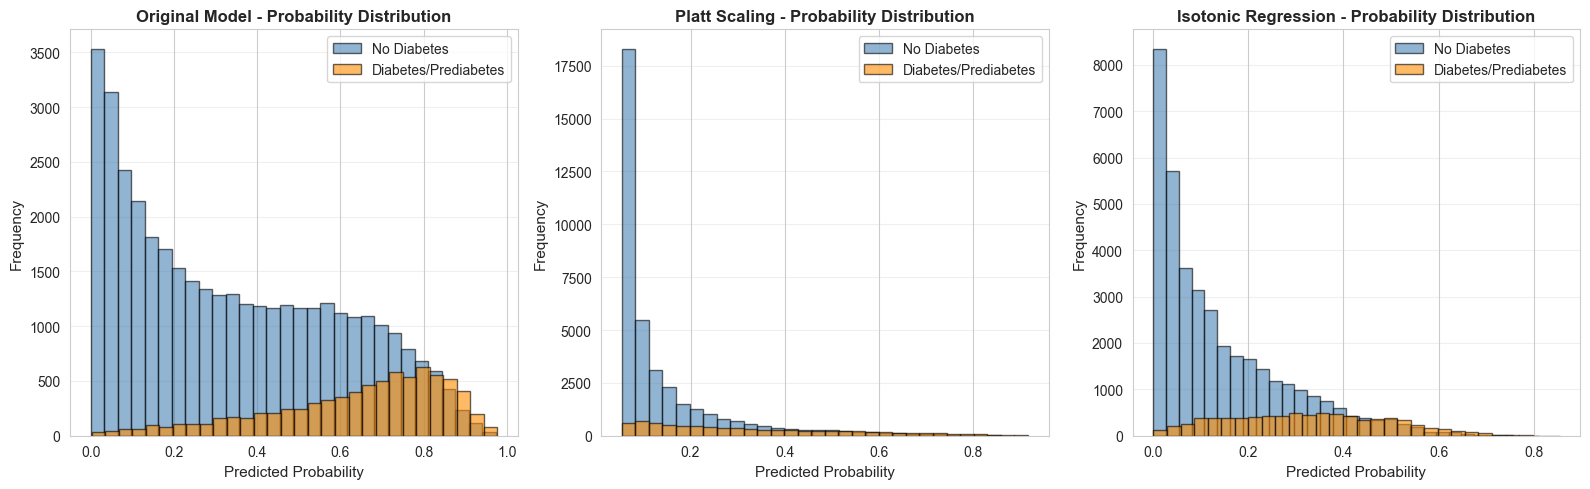 Original Model - Probability Distribution
No Diabetes
Diabetes/Prediabetes
Frequency
3500
3000
2500
2000
1500
1000
500
0
0.0 0.2 0.4 0.6 0.8 1.0
Predicted Probability
Platt Scaling - Probability Distribution
No Diabetes
Diabetes/Prediabetes
Frequency
17500
15000
12500
10000
7500
5000
2500
0
0.2 0.4 0.6 0.8
Predicted Probability
Isotonic Regression - Probability Distribution
No Diabetes
Diabetes/Prediabetes
Frequency
8000
7000
6000
5000
4000
3000
2000
1000
0
0.0 0.2 0.4 0.6 0.8
Predicted Probability